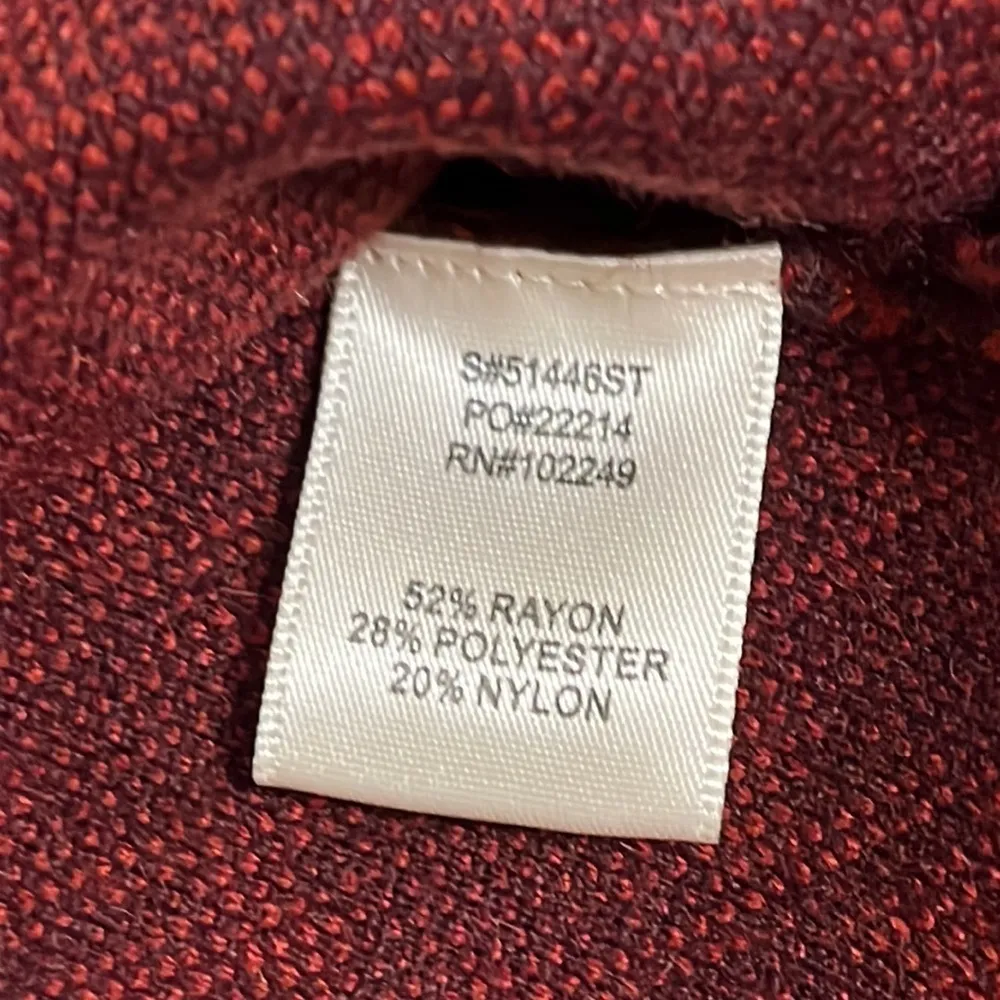 S#51446ST
PO#22214
RN#102249
52% RAYON
28% POLYESTER
20% NYLON